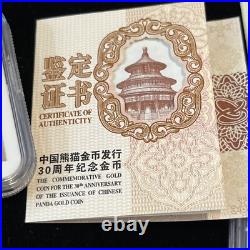 鉴定
证书
CERTIFICATE OF
AUTHENTICITY
中国熊猫金币发行
30周年纪念金币
THE COMMEMORATIVE GOLD
COIN FOR THE 30TH ANNIVERSARY
OF THE ISSUANCE OF CHINESE
PANDA GOLD COIN